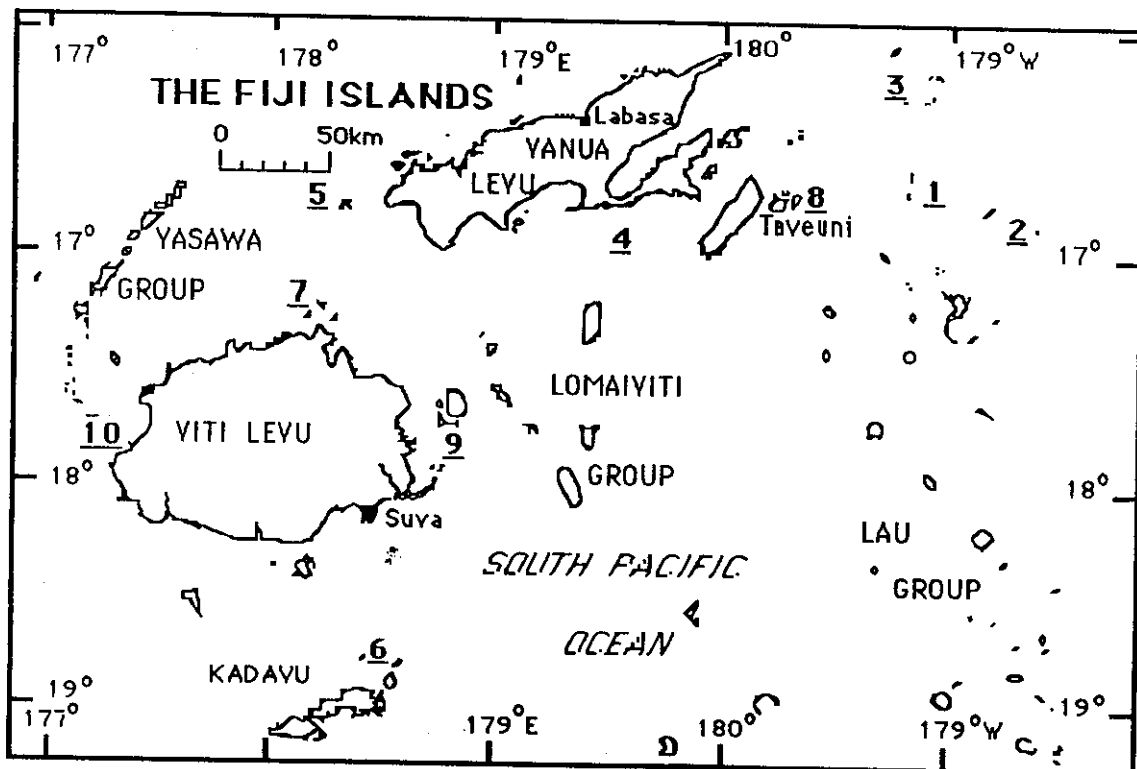 177° 178° 179°E 180° 179°W
THE FIJI ISLANDS
3
Labasa
0 50km
YANUA
LEVU
5
1
8
Taveuni
2
4
YASAWA
17° 17°
GROUP
7
LOMAIVITI
10
VITI LEVU
9
GROUP
18° 18°
Suva
LAU
SOUTH PACIFIC
GROUP
OCEAN
6
KADAVU
19° 19°
177° 179°E 180° 179°W